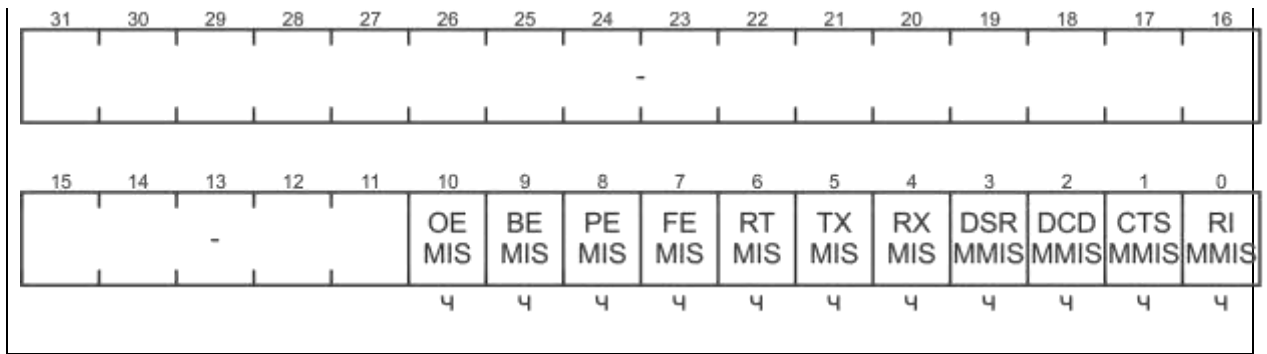 31 30 29 28 27 26 25 24 23 22 21 20 19 18 17 16
-
15 14 13 12 11 10 9 8 7 6 5 4 3 2 1 0
- OE MIS BE MIS PE MIS FE MIS RT MIS TX MIS RX MIS DSR MMIS DCD MMIS CTS MMIS RI MMIS
ч ч ч ч ч ч ч ч ч ч ч